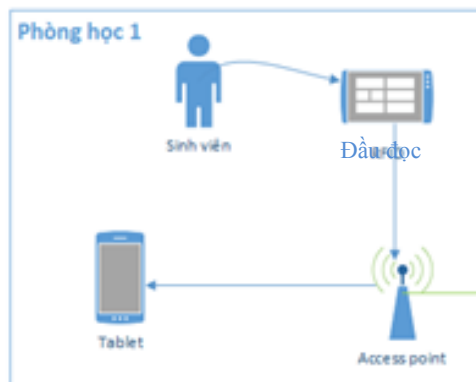 Phòng học 1
Sinh viên
Đầu đọc
Tablet
Access point